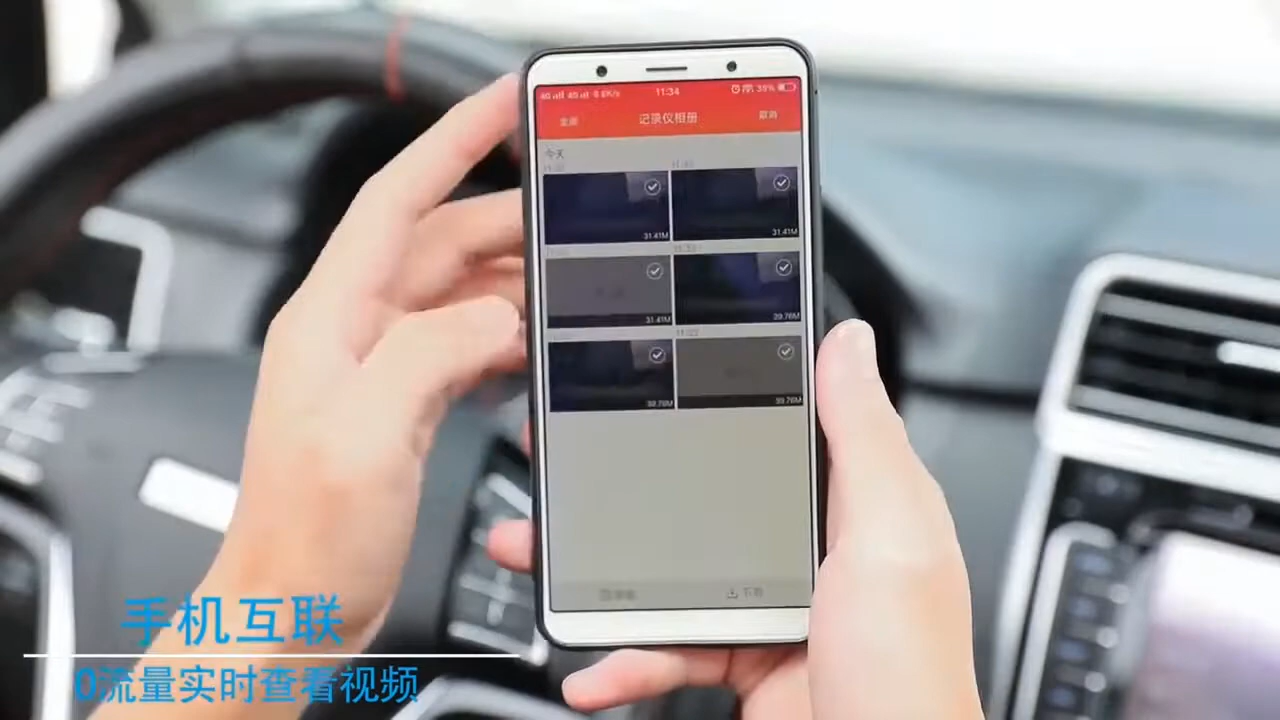 11:34
35%
全选
记录仪相册
取消
今天
31.41M
31.41M
31.41M
39.76M
39.76M
39.76M
下载
手机互联
0流量实时查看视频